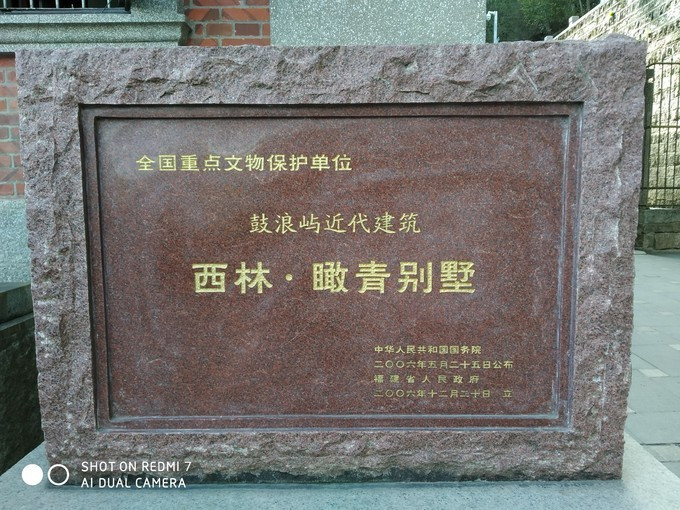 全国重点文物保护单位
鼓浪屿近代建筑
西林·瞰青别墅
中华人民共和国国务院
二〇〇六年五月二十五日公布
福建省人民政府
二〇〇六年十二月二十日 立
SHOT ON REDMI 7
AI DUAL CAMERA